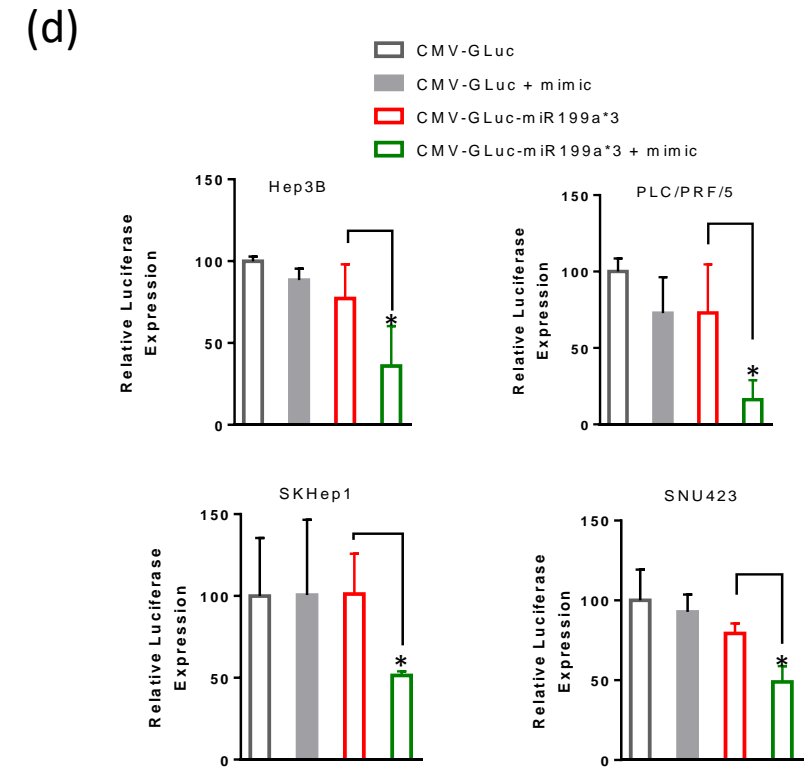 (d)
CMV-GLuc
CMV-GLuc + mimic
CMV-GLuc-miR199a*3
CMV-GLuc-miR199a*3 + mimic
Hep3B
Relative Luciferase
Expression
150
100
50
0
*
PLC/PRF/5
Relative Luciferase
Expression
150
100
50
0
*
SKHep1
Relative Luciferase
Expression
150
100
50
0
*
SNU423
Relative Luciferase
Expression
150
100
50
0
*